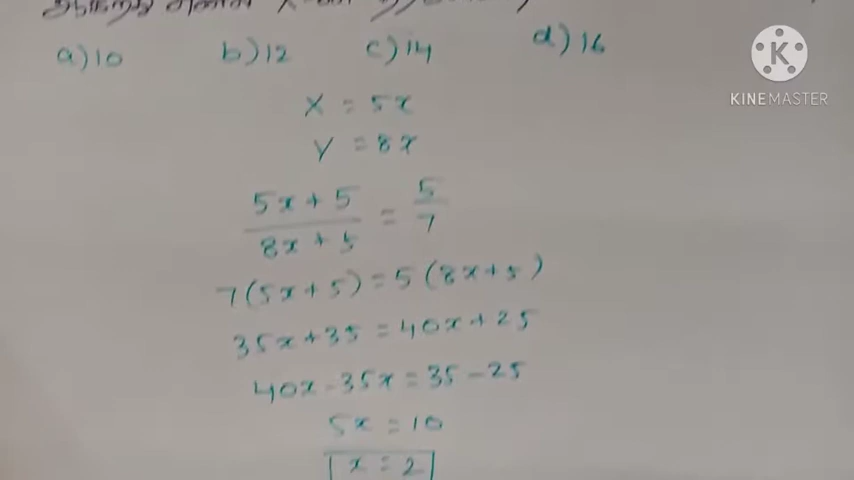 a) 10 b) 12 c) 14 d) 16
X = 5x
Y = 8x
5x + 5 / 8x + 5 = 5 / 7
7(5x + 5) = 5(8x + 5)
35x + 35 = 40x + 25
40x - 35x = 35 - 25
5x = 10
x = 2
KINEMASTER